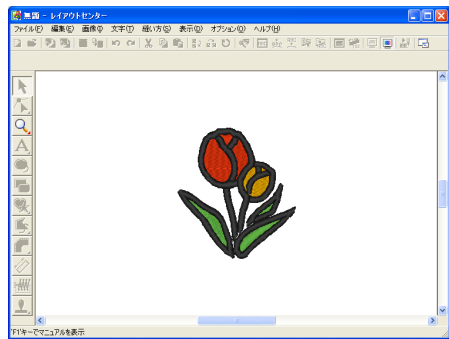 無題 - レイアウトセンター
ファイル(F) 編集(E) 画像(I) 文字(T) 縫い方(S) 表示(D) オプション(O) ヘルプ(H)
A
'F1'キーでマニュアルを表示